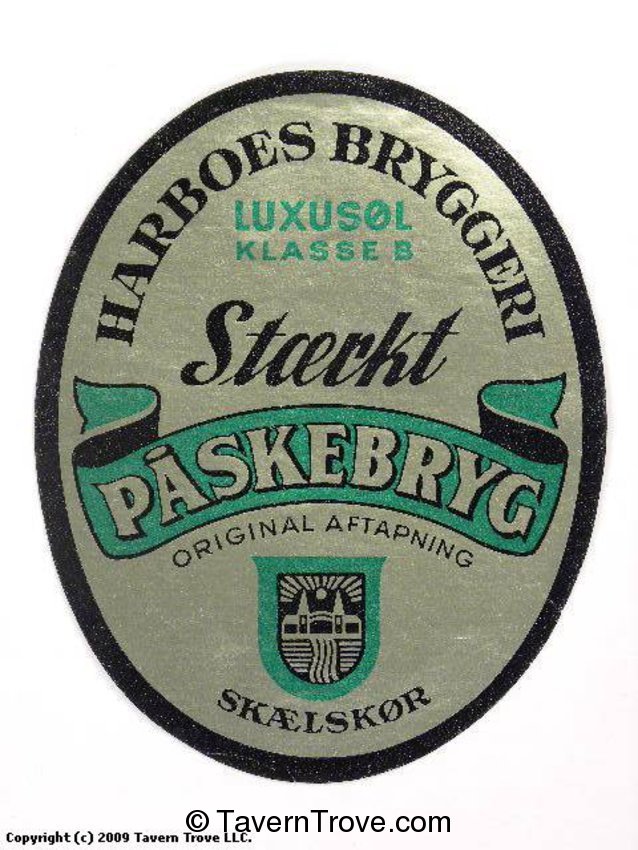 HARBOES BRYGGERI
LUXUSØL
KLASSE B
Stærkt
PÅSKEBRYG
ORIGINAL AFTAPNING
SKÆLSKØR
© TavernTrove.com
Copyright (c) 2009 Tavern Trove LLC.